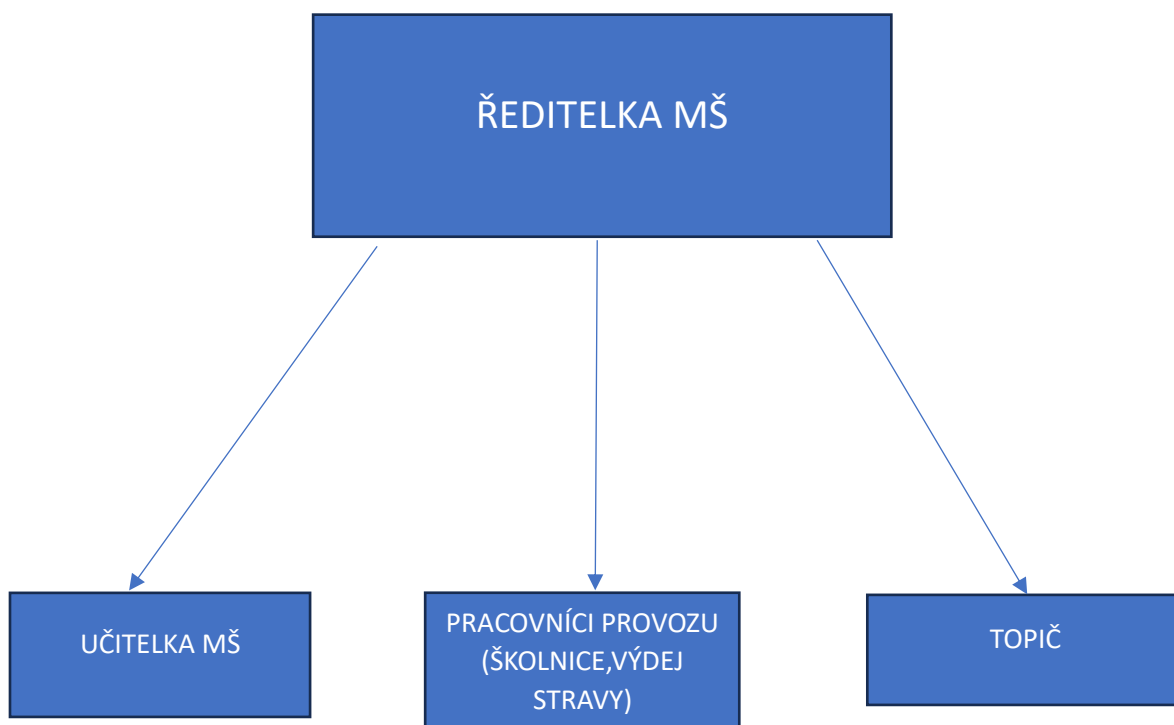 ŘEDITELKA MŠ
UČITELKA MŠ
PRACOVNÍCI PROVOZU
(ŠKOLNICE,VÝDEJ
STRAVY)
TOPIČ